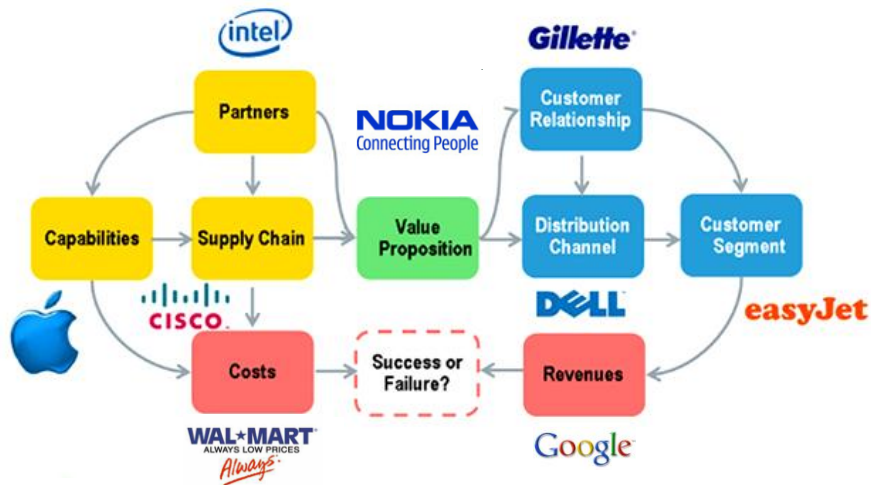 intel
Gillette
Partners
NOKIA
Connecting People
Customer
Relationship
Capabilities
Supply Chain
Value
Proposition
Distribution
Channel
Customer
Segment
CISCO
DELL
easyJet
Costs
Success or
Failure?
Revenues
WAL★MART
ALWAYS LOW PRICES
Always.
Google